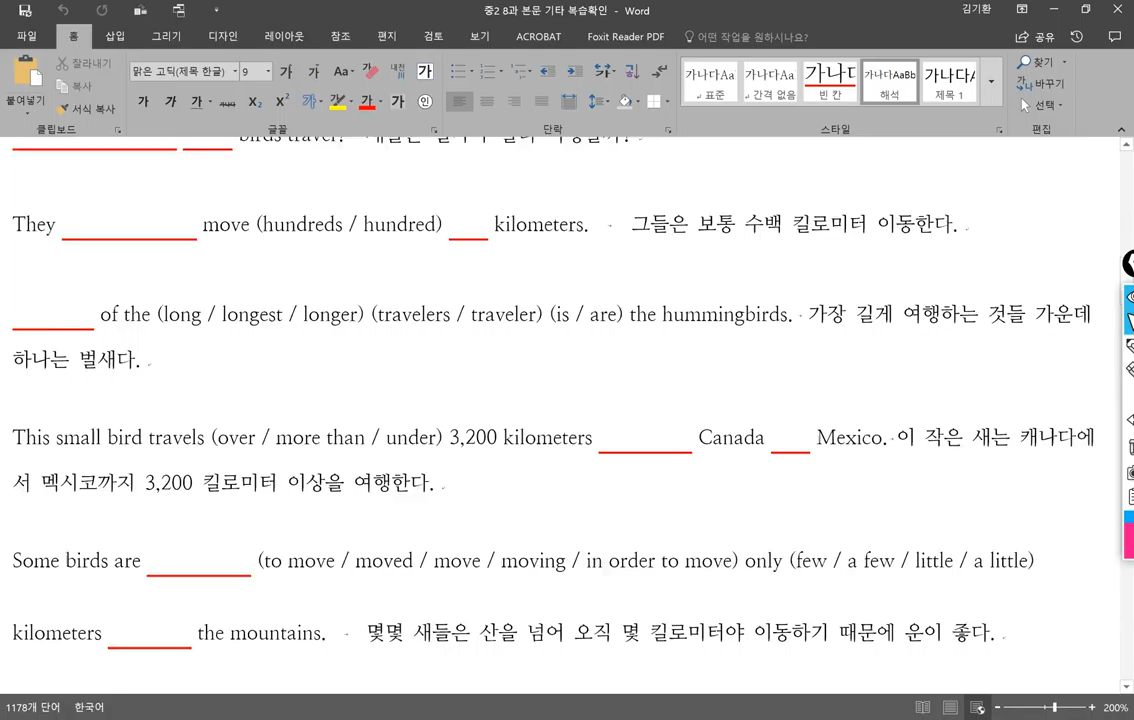 중2 8과 본문 기타 복습확인 - Word
김기환
파일 홈 삽입 그리기 디자인 레이아웃 참조 편지 검토 보기 ACROBAT Foxit Reader PDF 어떤 작업을 원하시나요? 공유
붙여넣기 잘라내기 복사 서식 복사
맑은 고딕(제목 한글) 9
가나다Aa 가나다Aa 가나다 가나다AaBb 가나다A
표준 간격 없음 빈 칸 해석 제목 1
찾기 바꾸기 선택
클립보드 글꼴 단락 스타일 편집
birds travel?
They move (hundreds / hundred) kilometers. 그들은 보통 수백 킬로미터 이동한다.
of the (long / longest / longer) (travelers / traveler) (is / are) the hummingbirds. 가장 길게 여행하는 것들 가운데
하나는 벌새다.
This small bird travels (over / more than / under) 3,200 kilometers Canada Mexico. 이 작은 새는 캐나다에
서 멕시코까지 3,200 킬로미터 이상을 여행한다.
Some birds are (to move / moved / move / moving / in order to move) only (few / a few / little / a little)
kilometers the mountains. 몇몇 새들은 산을 넘어 오직 몇 킬로미터야 이동하기 때문에 운이 좋다.
1178개 단어 한국어 200%